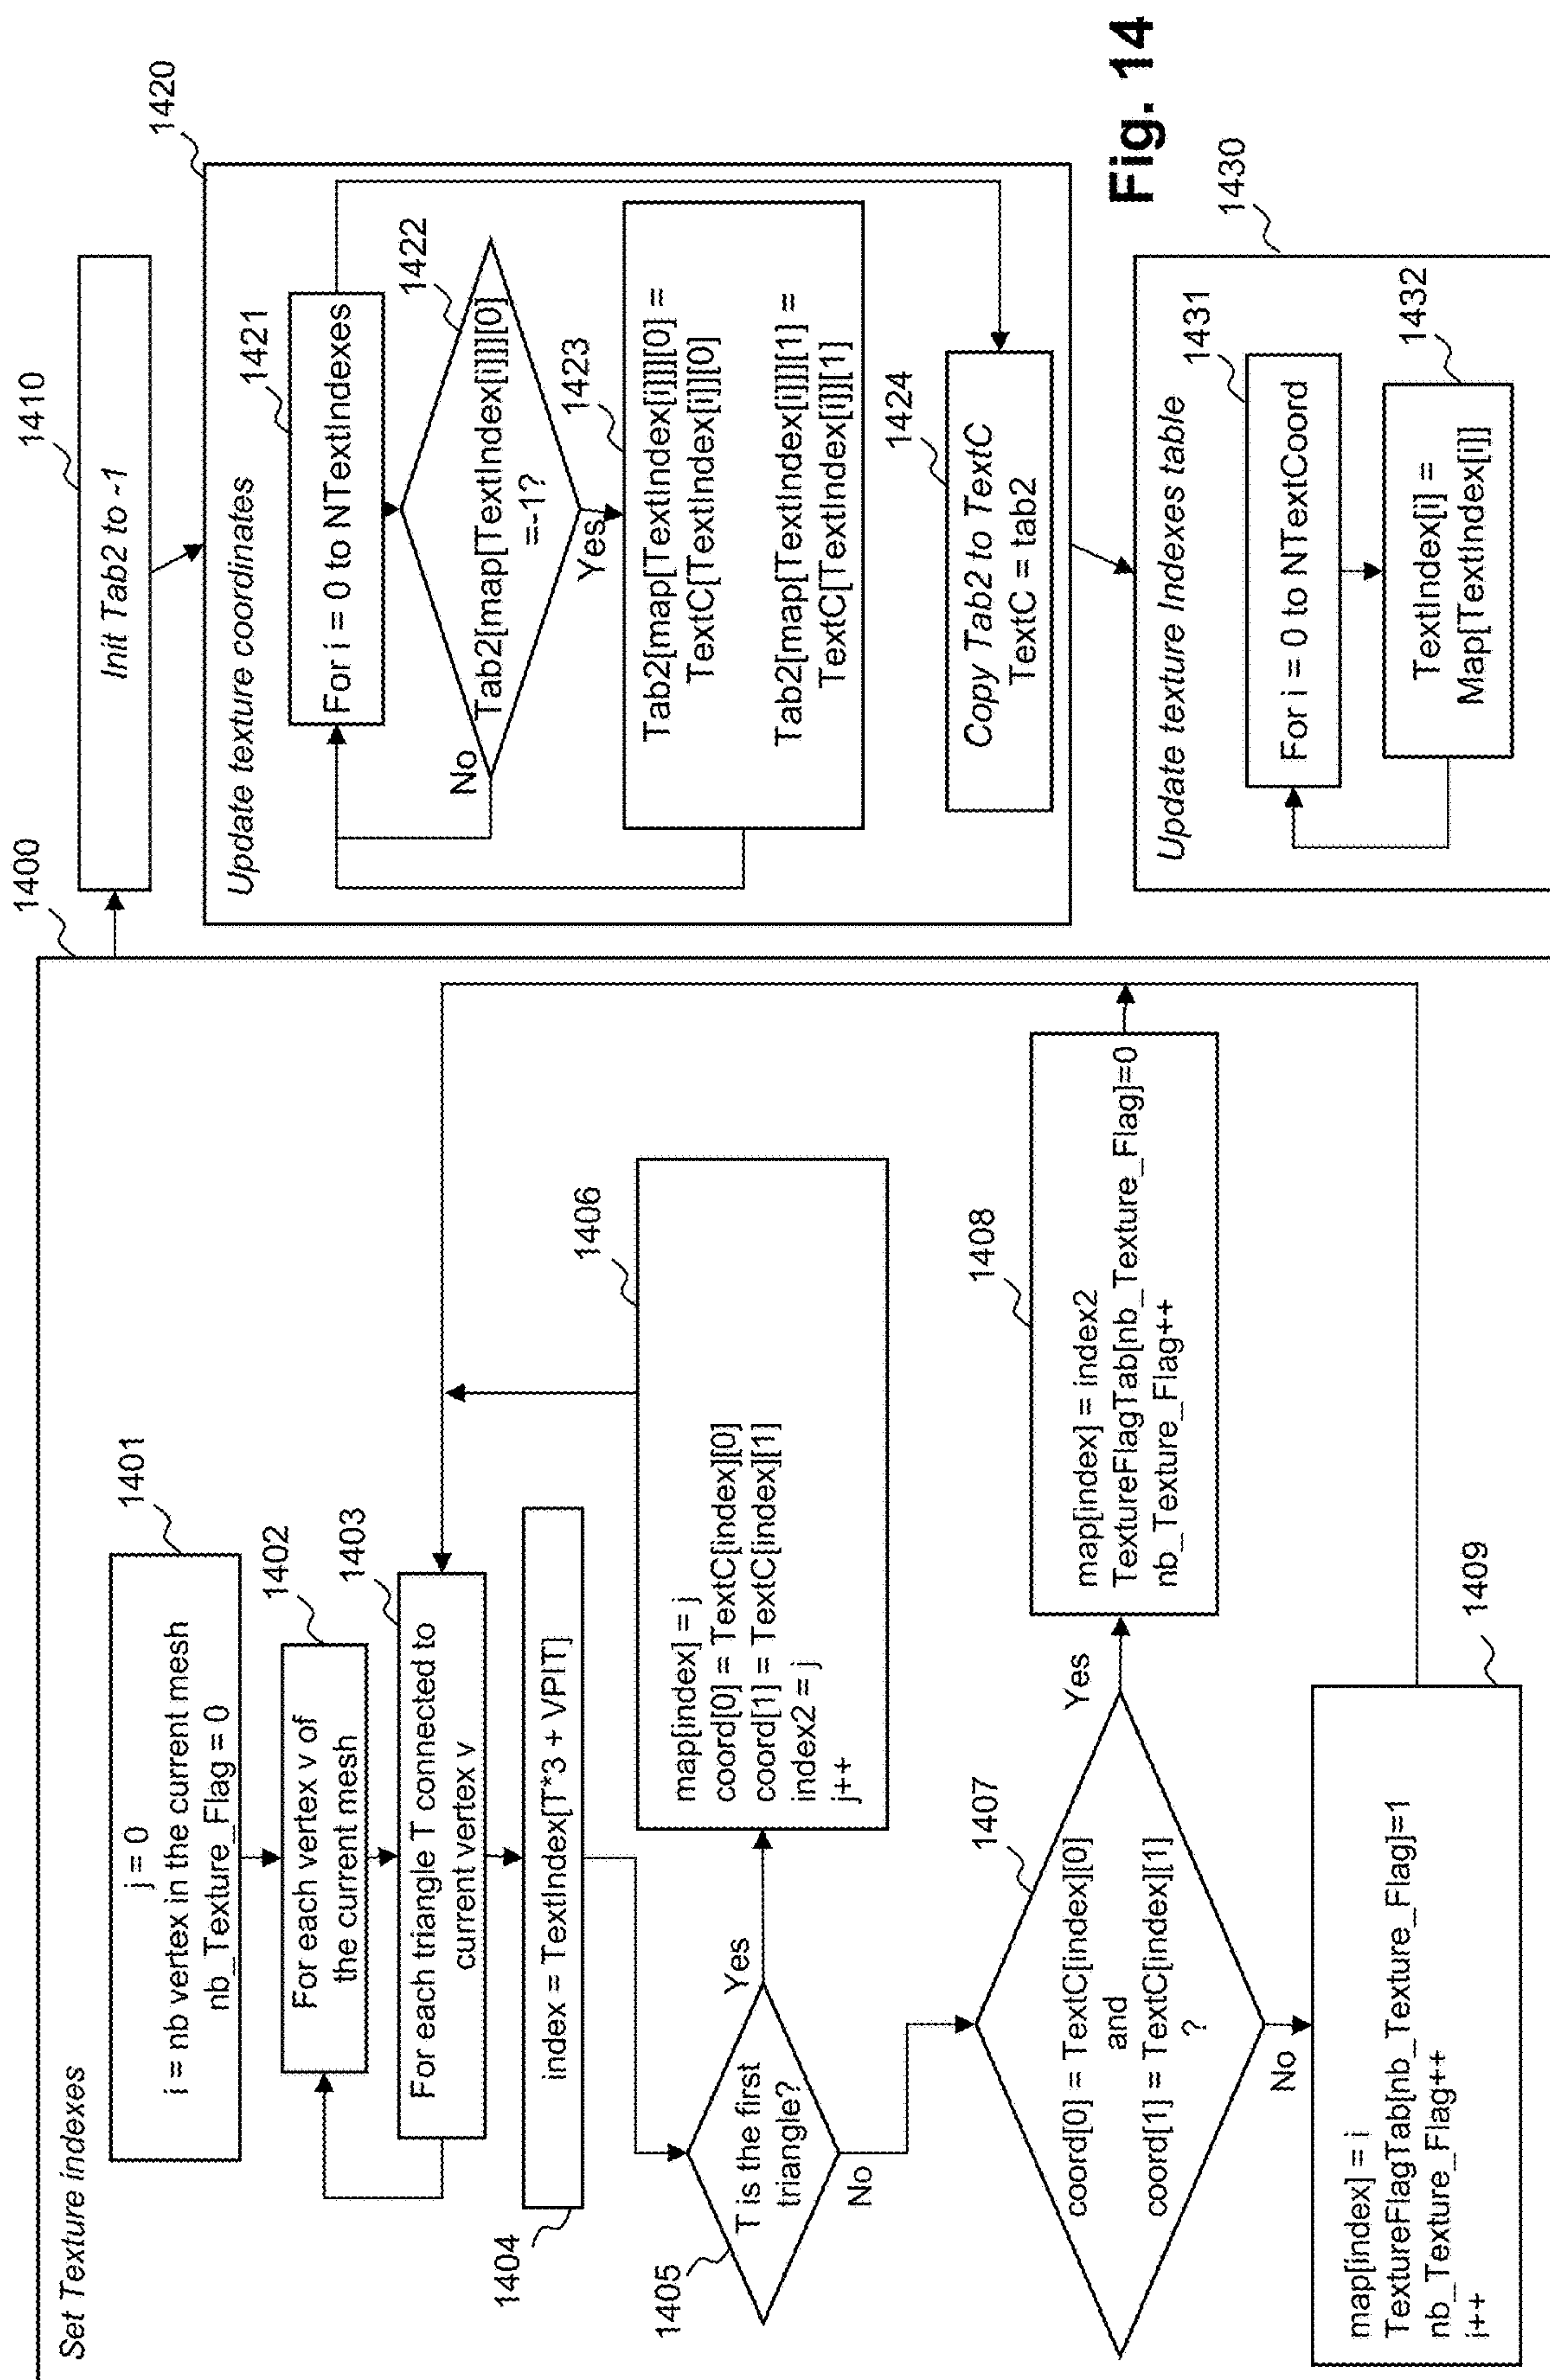 1400
Set Texture indexes
1401
j = 0
i = nb vertex in the current mesh
nb_Texture_Flag = 0
1402
For each vertex v of
the current mesh
1403
For each triangle T connected to
current vertex v
1404
index = TextIndex[T*3 + VPIT]
1405
T is the first
triangle?
Yes
No
1406
map[index] = j
coord[0] = TextC[index][0]
coord[1] = TextC[index][1]
index2 = j
j++
1407
coord[0] = TextC[index][0]
and
coord[1] = TextC[index][1]
?
Yes
No
1408
map[index] = index2
TextureFlagTab[nb_Texture_Flag]=0
nb_Texture_Flag++
1409
map[index] = i
TextureFlagTab[nb_Texture_Flag]=1
nb_Texture_Flag++
i++
1410
Init Tab2 to -1
1420
Update texture coordinates
1421
For i = 0 to NTextIndexes
1422
Tab2[map[TextIndex[i]]][0]
==-1?
No
Yes
1423
Tab2[map[TextIndex[i]]][0] =
TextC[TextIndex[i]][0]
Tab2[map[TextIndex[i]]][1] =
TextC[TextIndex[i]][1]
1424
Copy Tab2 to TextC
TextC = tab2
1430
Update texture Indexes table
1431
For i = 0 to NTextCoord
1432
TextIndex[i] =
Map[TextIndex[i]]
Fig. 14